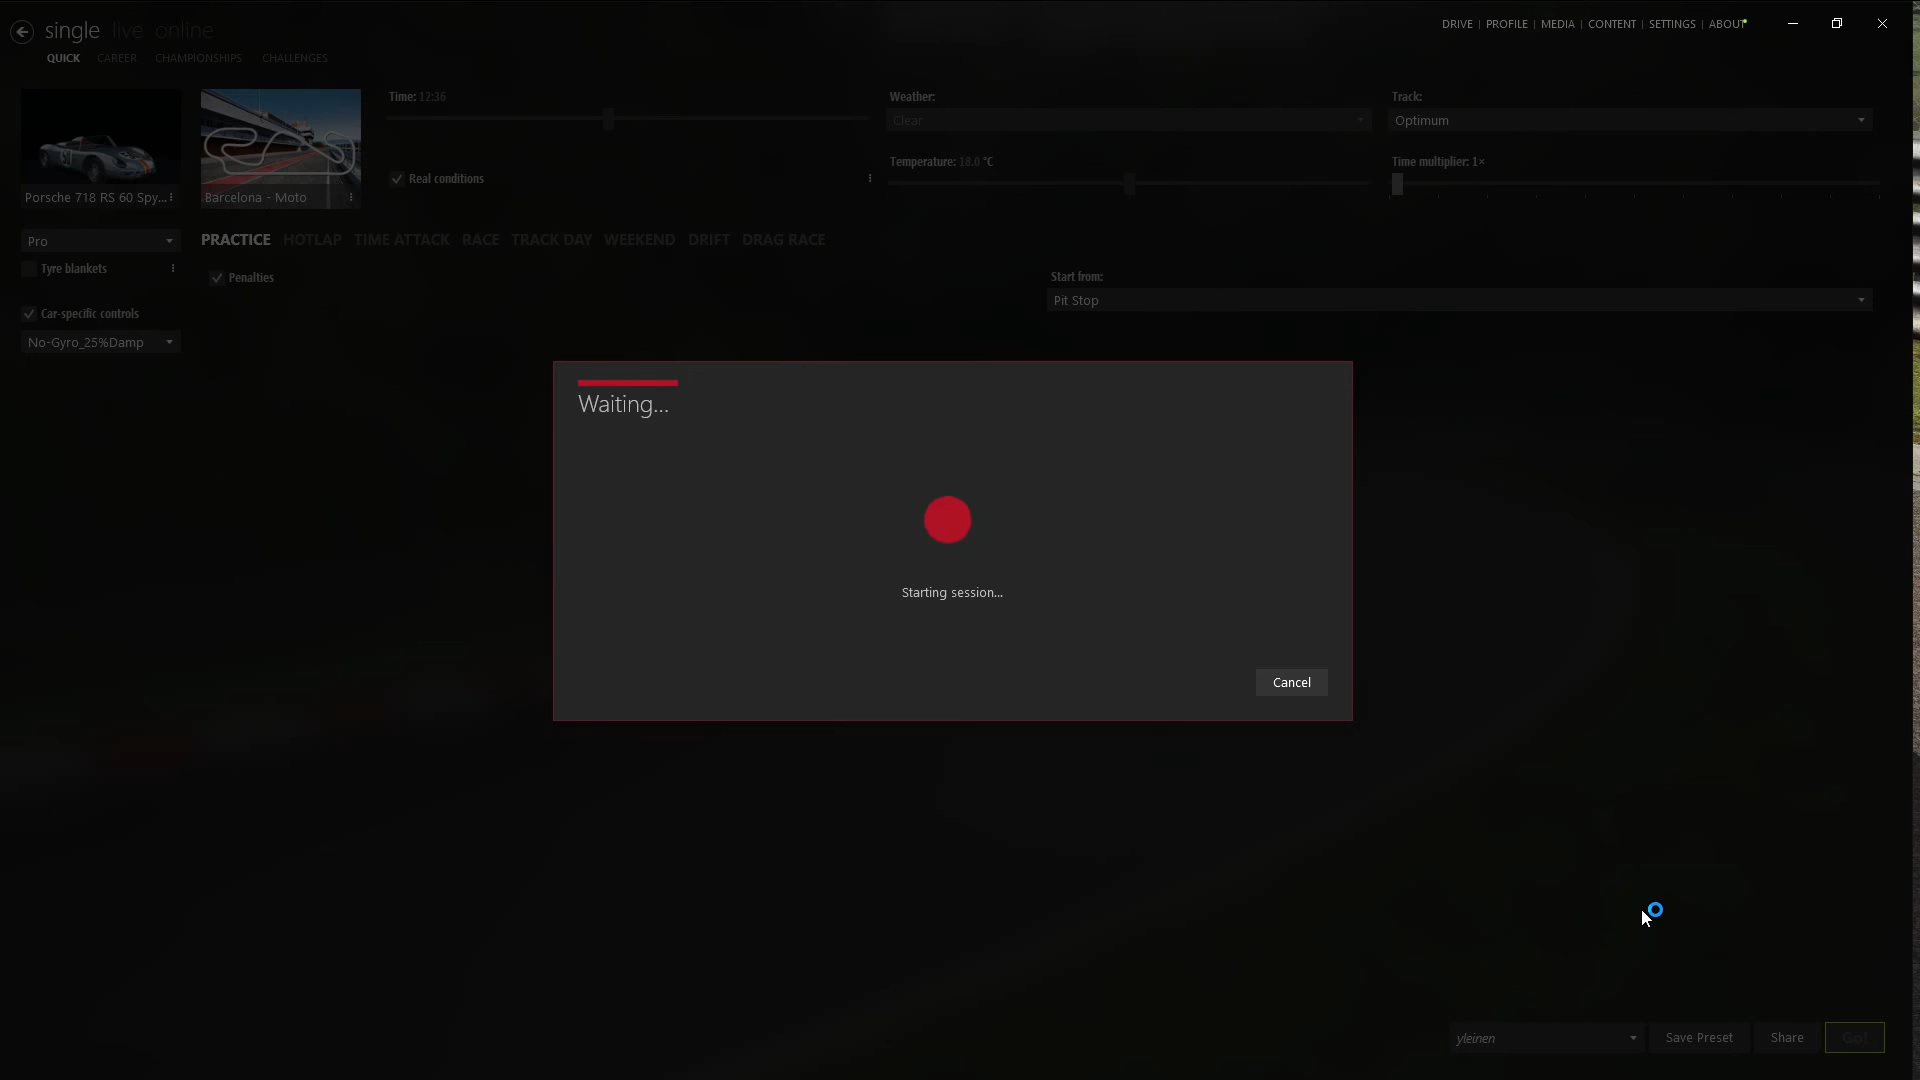 single live online
DRIVE | PROFILE | MEDIA | CONTENT | SETTINGS | ABOUT
QUICK CAREER CHAMPIONSHIPS CHALLENGES
Time: 12:36
Weather:
Track:
Clear
Optimum
Temperature: 18.0 °C
Time multiplier: 1×
Real conditions
Porsche 718 RS 60 Spy...
Barcelona - Moto
Pro
PRACTICE HOTLAP TIME ATTACK RACE TRACK DAY WEEKEND DRIFT DRAG RACE
Tyre blankets
Penalties
Start from:
Pit Stop
Car-specific controls
No-Gyro_25%Damp
Waiting...
Starting session...
Cancel
yleinen
Save Preset
Share
Go!